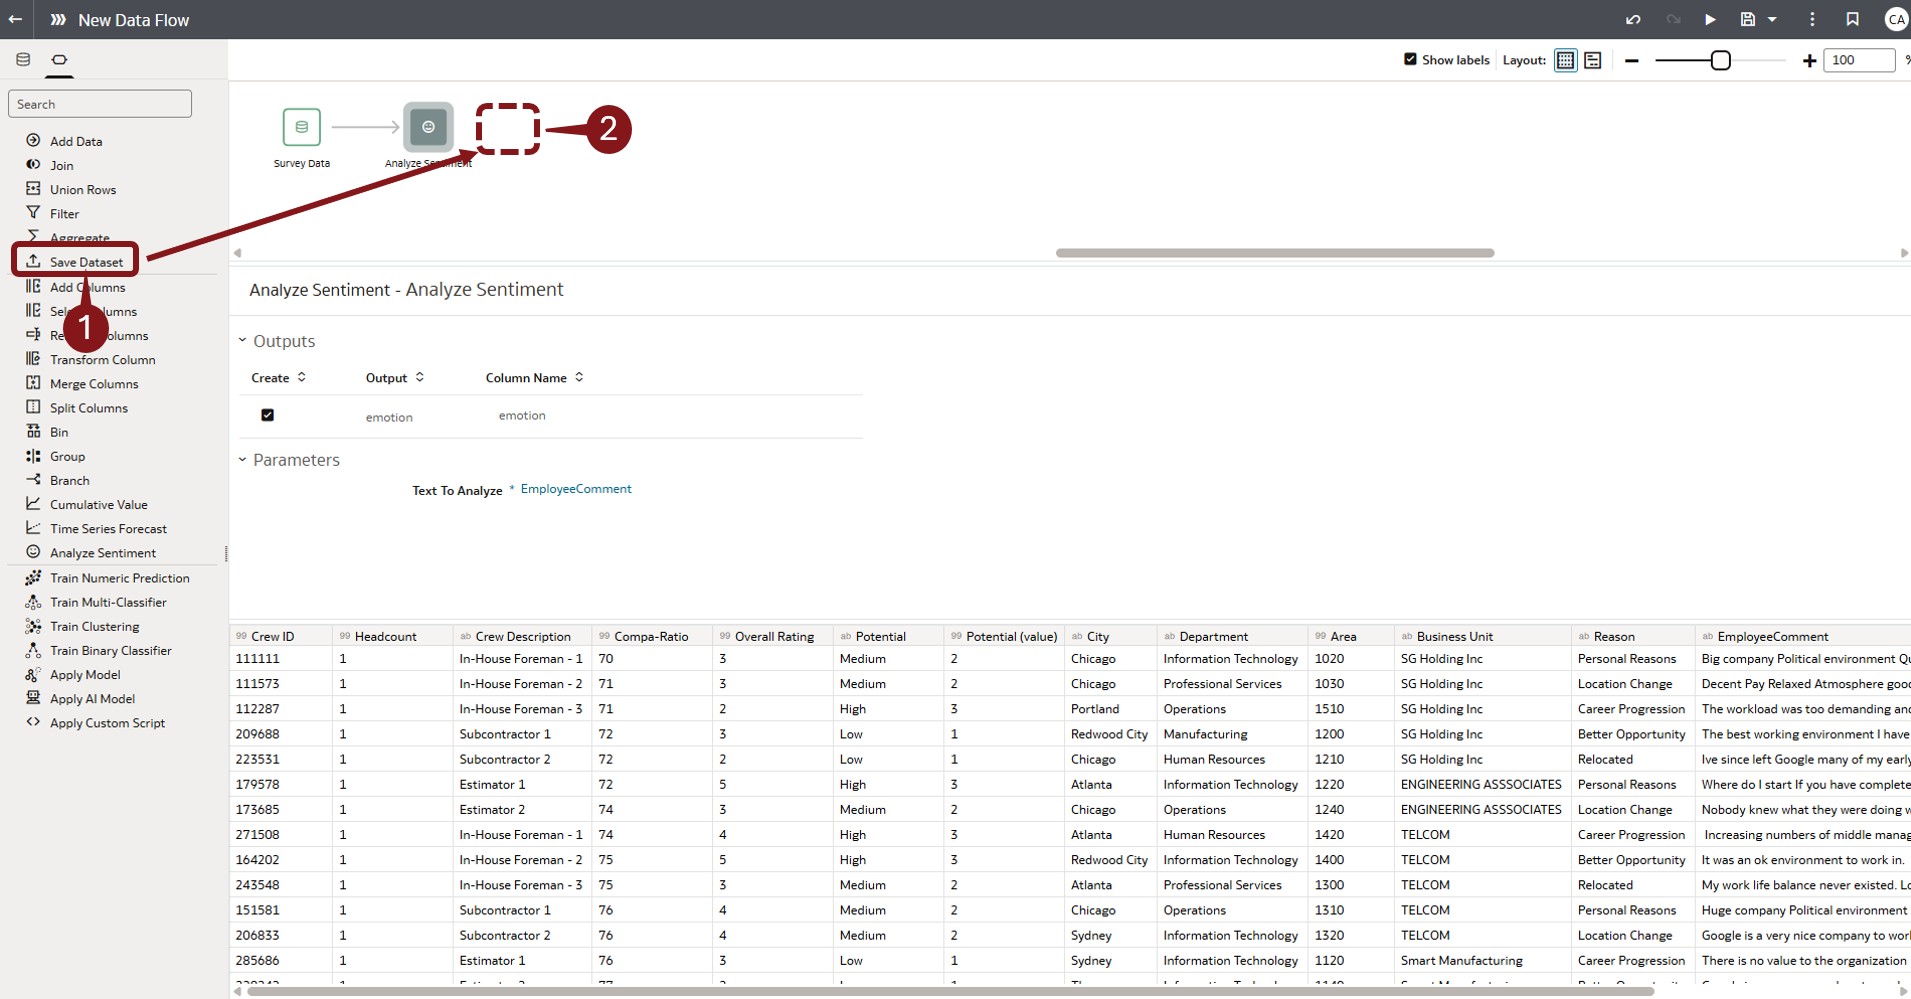 New Data Flow
CA
Show labels Layout: 100 %
Search
Add Data
Join
Union Rows
Filter
Aggregate
Save Dataset
Add Columns
1
Transform Column
Merge Columns
Split Columns
Bin
Group
Branch
Cumulative Value
Time Series Forecast
Analyze Sentiment
Train Numeric Prediction
Train Multi-Classifier
Train Clustering
Train Binary Classifier
Apply Model
Apply AI Model
Apply Custom Script
2
Survey Data Analyze Sentiment
Analyze Sentiment - Analyze Sentiment
Outputs
Create Output Column Name
emotion emotion
Parameters
Text To Analyze * EmployeeComment
99 Crew ID 99 Headcount ab Crew Description 99 Compa-Ratio 99 Overall Rating ab Potential 99 Potential (value) ab City ab Department 99 Area ab Business Unit ab Reason ab EmployeeComment
111111 1 In-House Foreman - 1 70 3 Medium 2 Chicago Information Technology 1020 SG Holding Inc Personal Reasons Big company Political environment Qu
111573 1 In-House Foreman - 2 71 3 Medium 2 Chicago Professional Services 1030 SG Holding Inc Location Change Decent Pay Relaxed Atmosphere good
112287 1 In-House Foreman - 3 71 2 High 3 Portland Operations 1510 SG Holding Inc Career Progression The workload was too demanding and
209688 1 Subcontractor 1 72 3 Low 1 Redwood City Manufacturing 1200 SG Holding Inc Better Opportunity The best working environment I have
223531 1 Subcontractor 2 72 2 Low 1 Chicago Human Resources 1210 SG Holding Inc Relocated Ive since left Google many of my early
179578 1 Estimator 1 72 5 High 3 Atlanta Information Technology 1220 ENGINEERING ASSSOCIATES Personal Reasons Where do I start If you have complete
173685 1 Estimator 2 74 3 Medium 2 Chicago Operations 1240 ENGINEERING ASSSOCIATES Location Change Nobody knew what they were doing w
271508 1 In-House Foreman - 1 74 4 High 3 Atlanta Human Resources 1420 TELCOM Career Progression Increasing numbers of middle manag
164202 1 In-House Foreman - 2 75 5 High 3 Redwood City Information Technology 1400 TELCOM Better Opportunity It was an ok environment to work in.
243548 1 In-House Foreman - 3 75 3 Medium 2 Atlanta Professional Services 1300 TELCOM Relocated My work life balance never existed. Lo
151581 1 Subcontractor 1 76 4 Medium 2 Chicago Operations 1310 TELCOM Personal Reasons Huge company Political environment
206833 1 Subcontractor 2 76 4 Medium 2 Sydney Information Technology 1320 TELCOM Location Change Google is a very nice company to worl
285686 1 Estimator 1 76 3 Low 1 Sydney Information Technology 1120 Smart Manufacturing Career Progression There is no value to the organization